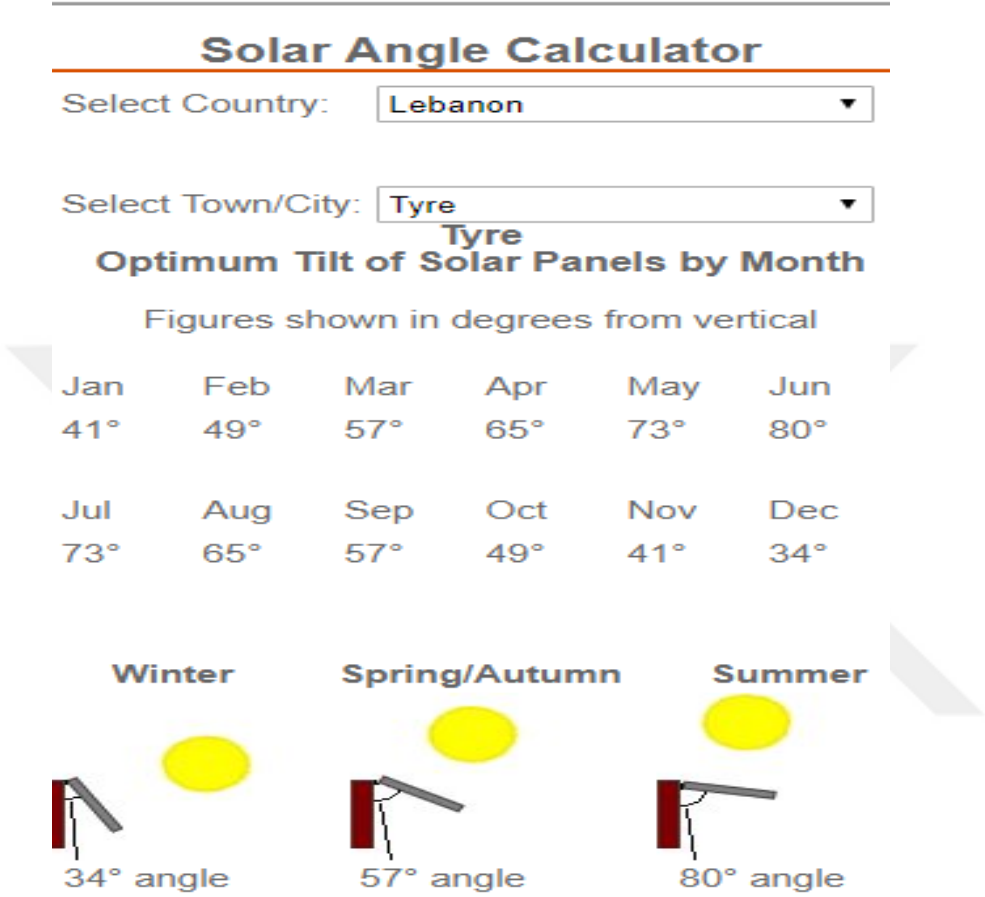 Solar Angle Calculator
Select Country: Lebanon
Select Town/City: Tyre
Tyre
Optimum Tilt of Solar Panels by Month
Figures shown in degrees from vertical
Jan Feb Mar Apr May Jun
41° 49° 57° 65° 73° 80°
Jul Aug Sep Oct Nov Dec
73° 65° 57° 49° 41° 34°
Winter Spring/Autumn Summer
34° angle 57° angle 80° angle